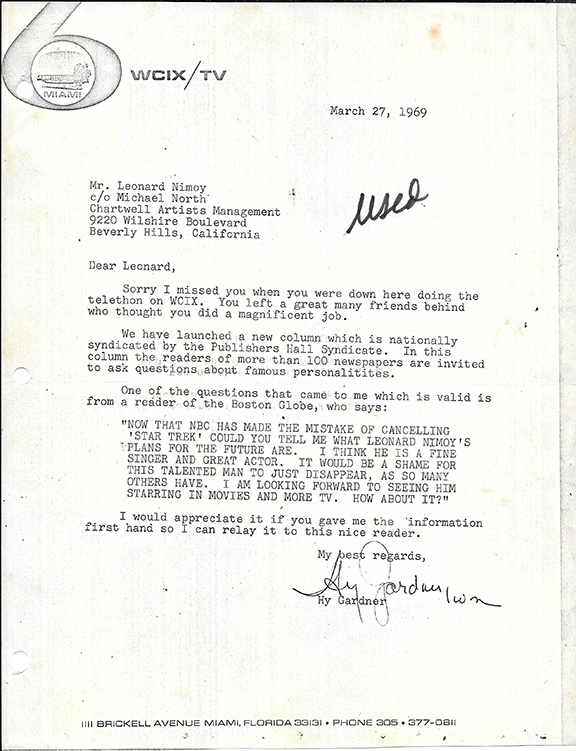 6
MIAMI
WCIX/TV
March 27, 1969
Mr. Leonard Nimoy
c/o Michael North
Chartwell Artists Management
9220 Wilshire Boulevard
Beverly Hills, California
used
Dear Leonard,
Sorry I missed you when you were down here doing the
telethon on WCIX. You left a great many friends behind
who thought you did a magnificent job.
We have launched a new column which is nationally
syndicated by the Publishers Hall Syndicate. In this
column the readers of more than 100 newspapers are invited
to ask questions about famous personalitites.
One of the questions that came to me which is valid is
from a reader of the Boston Globe, who says:
"NOW THAT NBC HAS MADE THE MISTAKE OF CANCELLING
'STAR TREK' COULD YOU TELL ME WHAT LEONARD NIMOY'S
PLANS FOR THE FUTURE ARE. I THINK HE IS A FINE
SINGER AND GREAT ACTOR. IT WOULD BE A SHAME FOR
THIS TALENTED MAN TO JUST DISAPPEAR, AS SO MANY
OTHERS HAVE. I AM LOOKING FORWARD TO SEEING HIM
STARRING IN MOVIES AND MORE TV. HOW ABOUT IT?"
I would appreciate it if you gave me the information
first hand so I can relay it to this nice reader.
My best regards,
Hy Gardner
Hy Gardner
1111 BRICKELL AVENUE MIAMI, FLORIDA 33131 • PHONE 305 • 377-0811